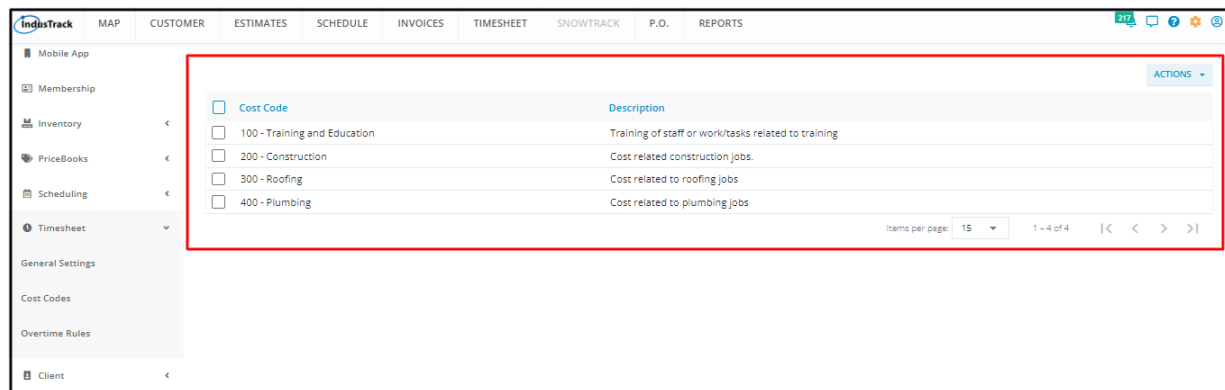 IndusTrack MAP CUSTOMER ESTIMATES SCHEDULE INVOICES TIMESHEET SNOWTRACK P.O. REPORTS 217
Mobile App
ACTIONS
Membership
Cost Code Description
Inventory
100 - Training and Education Training of staff or work/tasks related to training
PriceBooks
200 - Construction Cost related construction jobs.
300 - Roofing Cost related to roofing jobs
Scheduling
400 - Plumbing Cost related to plumbing jobs
Timesheet
Items per page: 15 1 – 4 of 4
General Settings
Cost Codes
Overtime Rules
Client